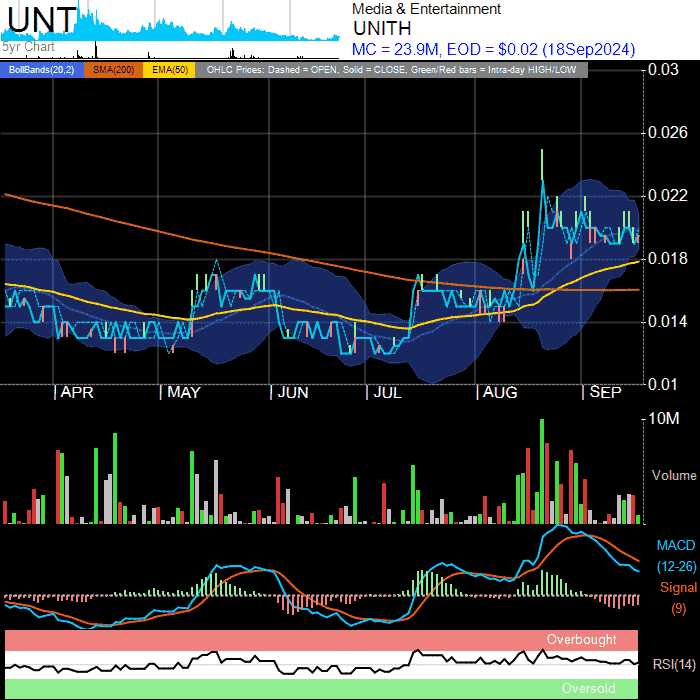 UNT
5yr Chart
Media & Entertainment
UNITH
MC = 23.9M, EOD = $0.02 (18Sep2024)
BollBands(20,2) SMA(200) EMA(50) OHLC Prices: Dashed = OPEN, Solid = CLOSE, Green/Red bars = Intra-day HIGH/LOW
0.03
0.026
0.022
0.018
0.014
0.01
APR MAY JUN JUL AUG SEP
10M
Volume
MACD
(12-26)
Signal
(9)
Overbought
RSI(14)
Oversold